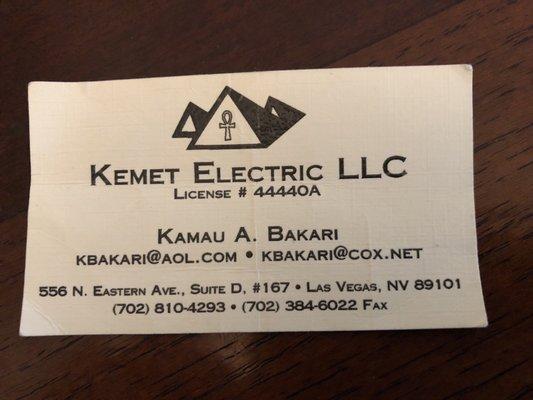 KEMET ELECTRIC LLC
LICENSE # 44440A
KAMAU A. BAKARI
KBAKARI@AOL.COM • KBAKARI@COX.NET
556 N. EASTERN AVE., SUITE D, #167 • LAS VEGAS, NV 89101
(702) 810-4293 • (702) 384-6022 FAX